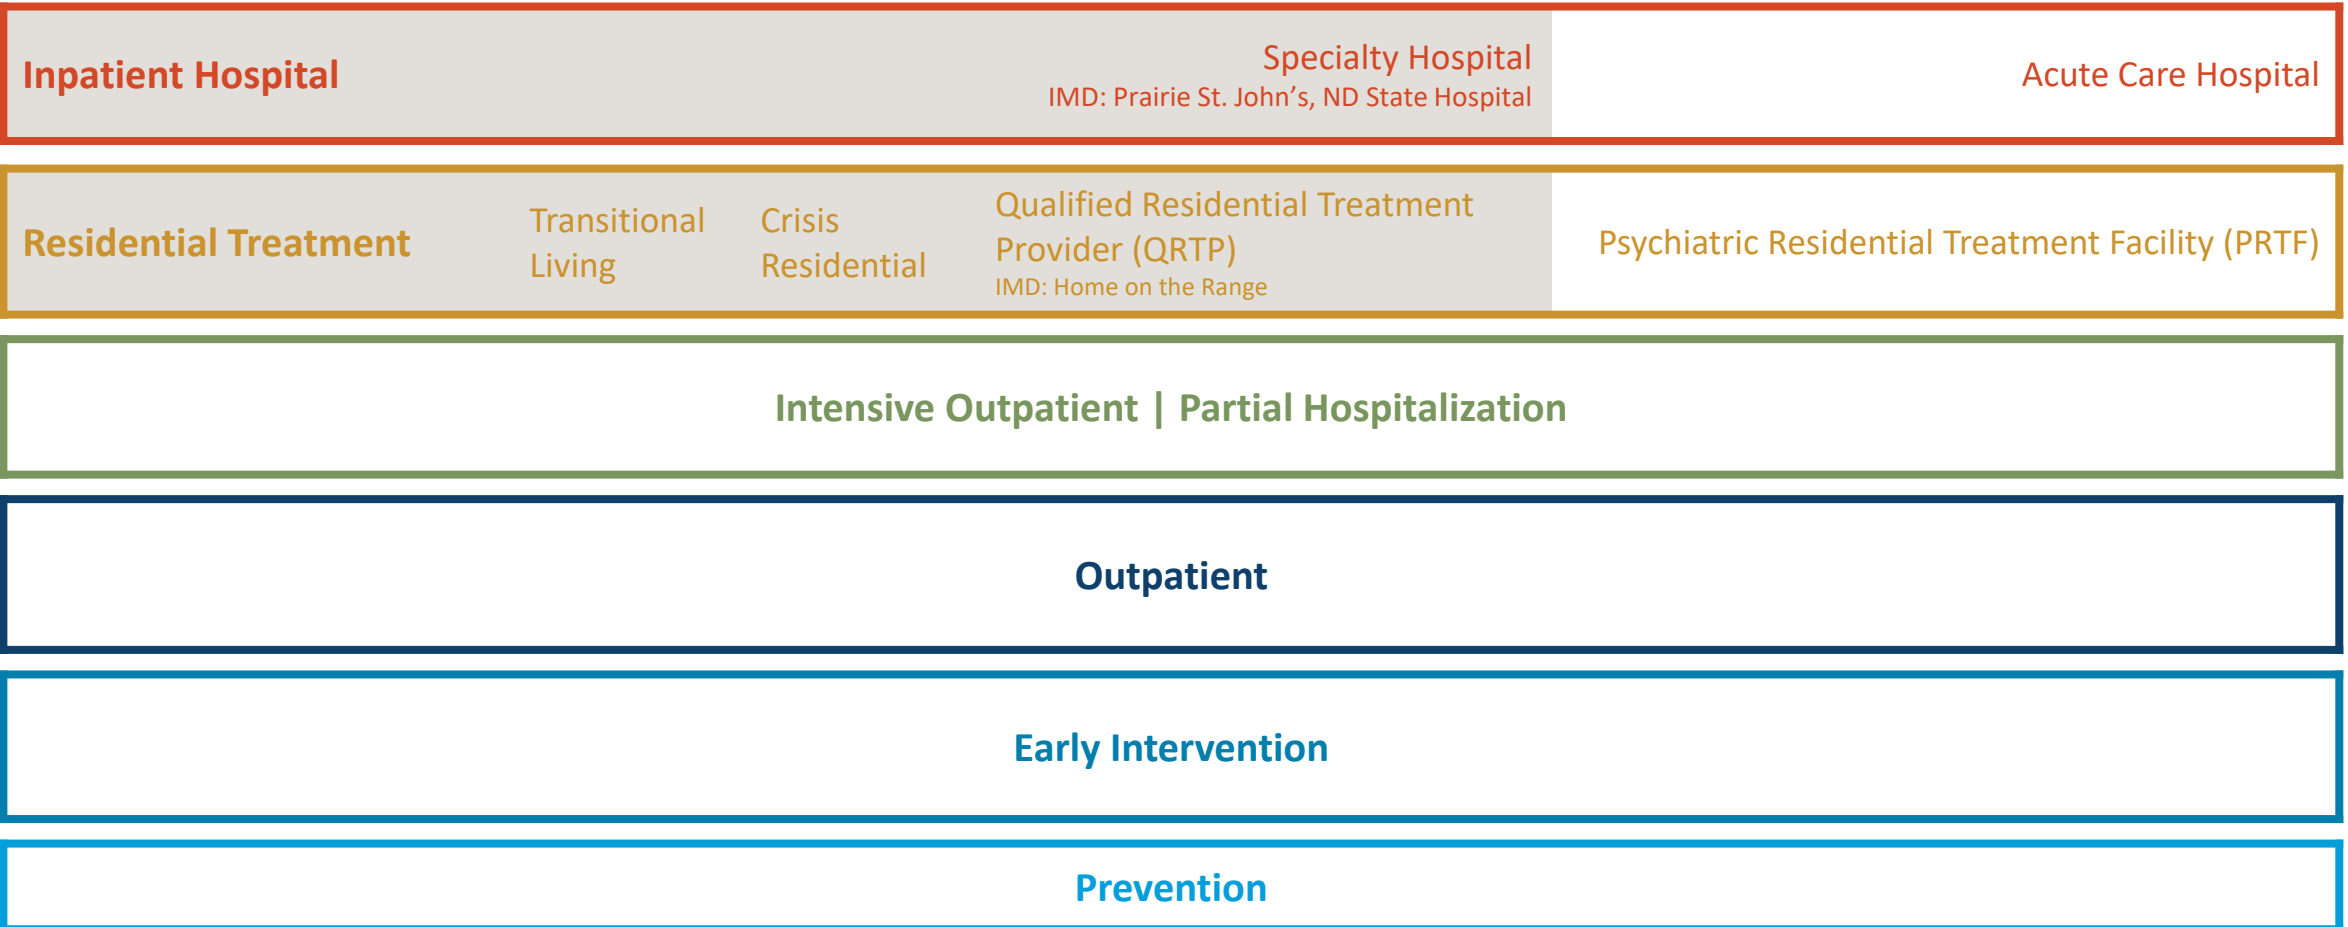 Inpatient Hospital
Specialty Hospital
IMD: Prairie St. John’s, ND State Hospital
Acute Care Hospital
Residential Treatment
Transitional
Living
Crisis
Residential
Qualified Residential Treatment
Provider (QRTP)
IMD: Home on the Range
Psychiatric Residential Treatment Facility (PRTF)
Intensive Outpatient | Partial Hospitalization
Outpatient
Early Intervention
Prevention